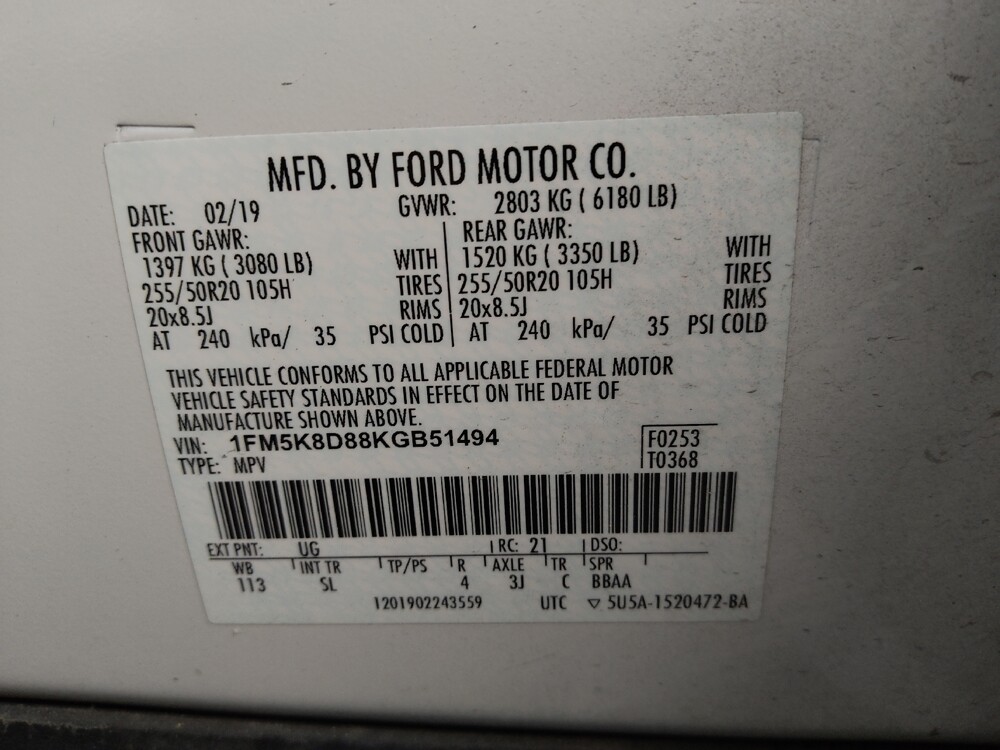 MFD. BY FORD MOTOR CO.
DATE: 02/19 GVWR: 2803 KG ( 6180 LB)
FRONT GAWR: REAR GAWR:
1397 KG ( 3080 LB) WITH 1520 KG ( 3350 LB) WITH
255/50R20 105H TIRES 255/50R20 105H TIRES
20x8.5J RIMS 20x8.5J RIMS
AT 240 kPa/ 35 PSI COLD AT 240 kPa/ 35 PSI COLD
THIS VEHICLE CONFORMS TO ALL APPLICABLE FEDERAL MOTOR
VEHICLE SAFETY STANDARDS IN EFFECT ON THE DATE OF
MANUFACTURE SHOWN ABOVE.
VIN: 1FM5K8D88KGB51494 F0253
TYPE: MPV T0368
EXT PNT: UG RC: 21 DSO:
WB INT TR TP/PS R AXLE TR SPR
113 SL 4 3J C BBAA
1201902243559 UTC ▽ 5U5A-1520472-BA